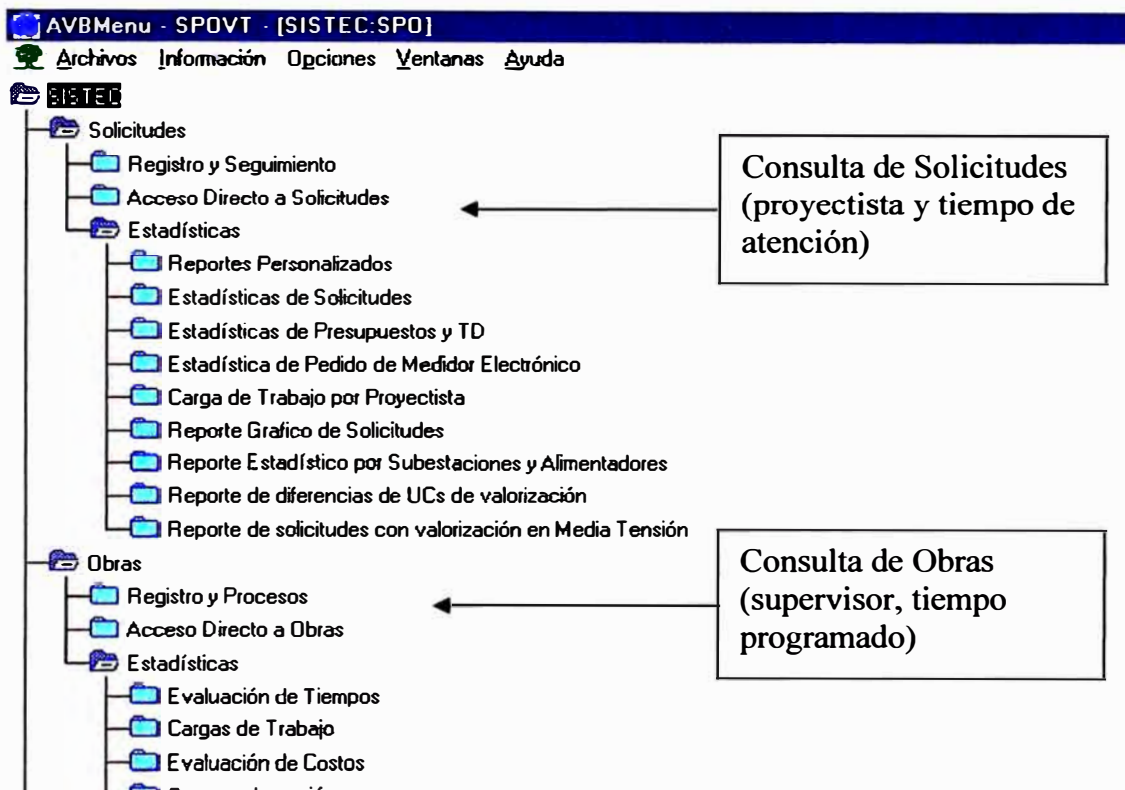 AVBMenu - SPOVT - [SISTEC:SPO]
Archivos Información Opciones Ventanas Ayuda
SISTEC
Solicitudes
Registro y Seguimiento
Acceso Directo a Solicitudes
Estadísticas
Reportes Personalizados
Estadísticas de Solicitudes
Estadísticas de Presupuestos y TD
Estadística de Pedido de Medidor Electrónico
Carga de Trabajo por Proyectista
Reporte Grafico de Solicitudes
Reporte Estadístico por Subestaciones y Alimentadores
Reporte de diferencias de UCs de valorización
Reporte de solicitudes con valorización en Media Tensión
Obras
Registro y Procesos
Acceso Directo a Obras
Estadísticas
Evaluación de Tiempos
Cargas de Trabajo
Evaluación de Costos
Consulta de Solicitudes
(proyectista y tiempo de
atención)
Consulta de Obras
(supervisor, tiempo
programado)